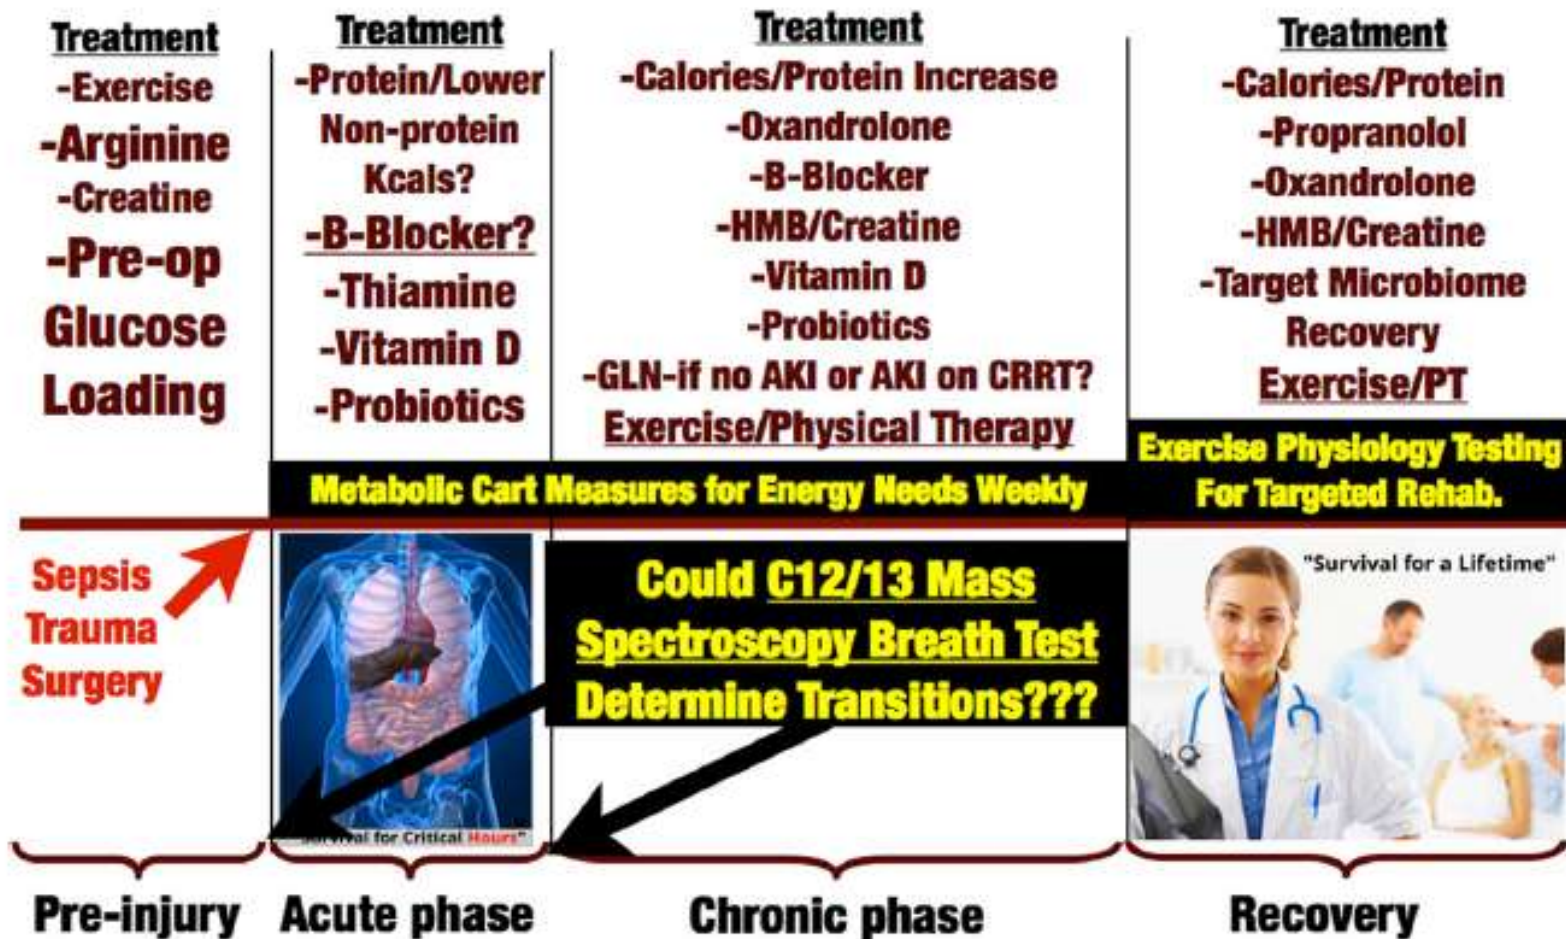 Treatment
-Exercise
-Arginine
-Creatine
-Pre-op
Glucose
Loading
Treatment
-Protein/Lower
Non-protein
Kcals?
-B-Blocker?
-Thiamine
-Vitamin D
-Probiotics
Treatment
-Calories/Protein Increase
-Oxandrolone
-B-Blocker
-HMB/Creatine
-Vitamin D
-Probiotics
-GLN-if no AKI or AKI on CRRT?
Exercise/Physical Therapy
Treatment
-Calories/Protein
-Propranolol
-Oxandrolone
-HMB/Creatine
-Target Microbiome
Recovery
Exercise/PT
Metabolic Cart Measures for Energy Needs Weekly
Exercise Physiology Testing
For Targeted Rehab.
Sepsis
Trauma
Surgery
Could C12/13 Mass
Spectroscopy Breath Test
Determine Transitions???
"Survival for a Lifetime"
"Survival for Critical Hours"
Pre-injury
Acute phase
Chronic phase
Recovery